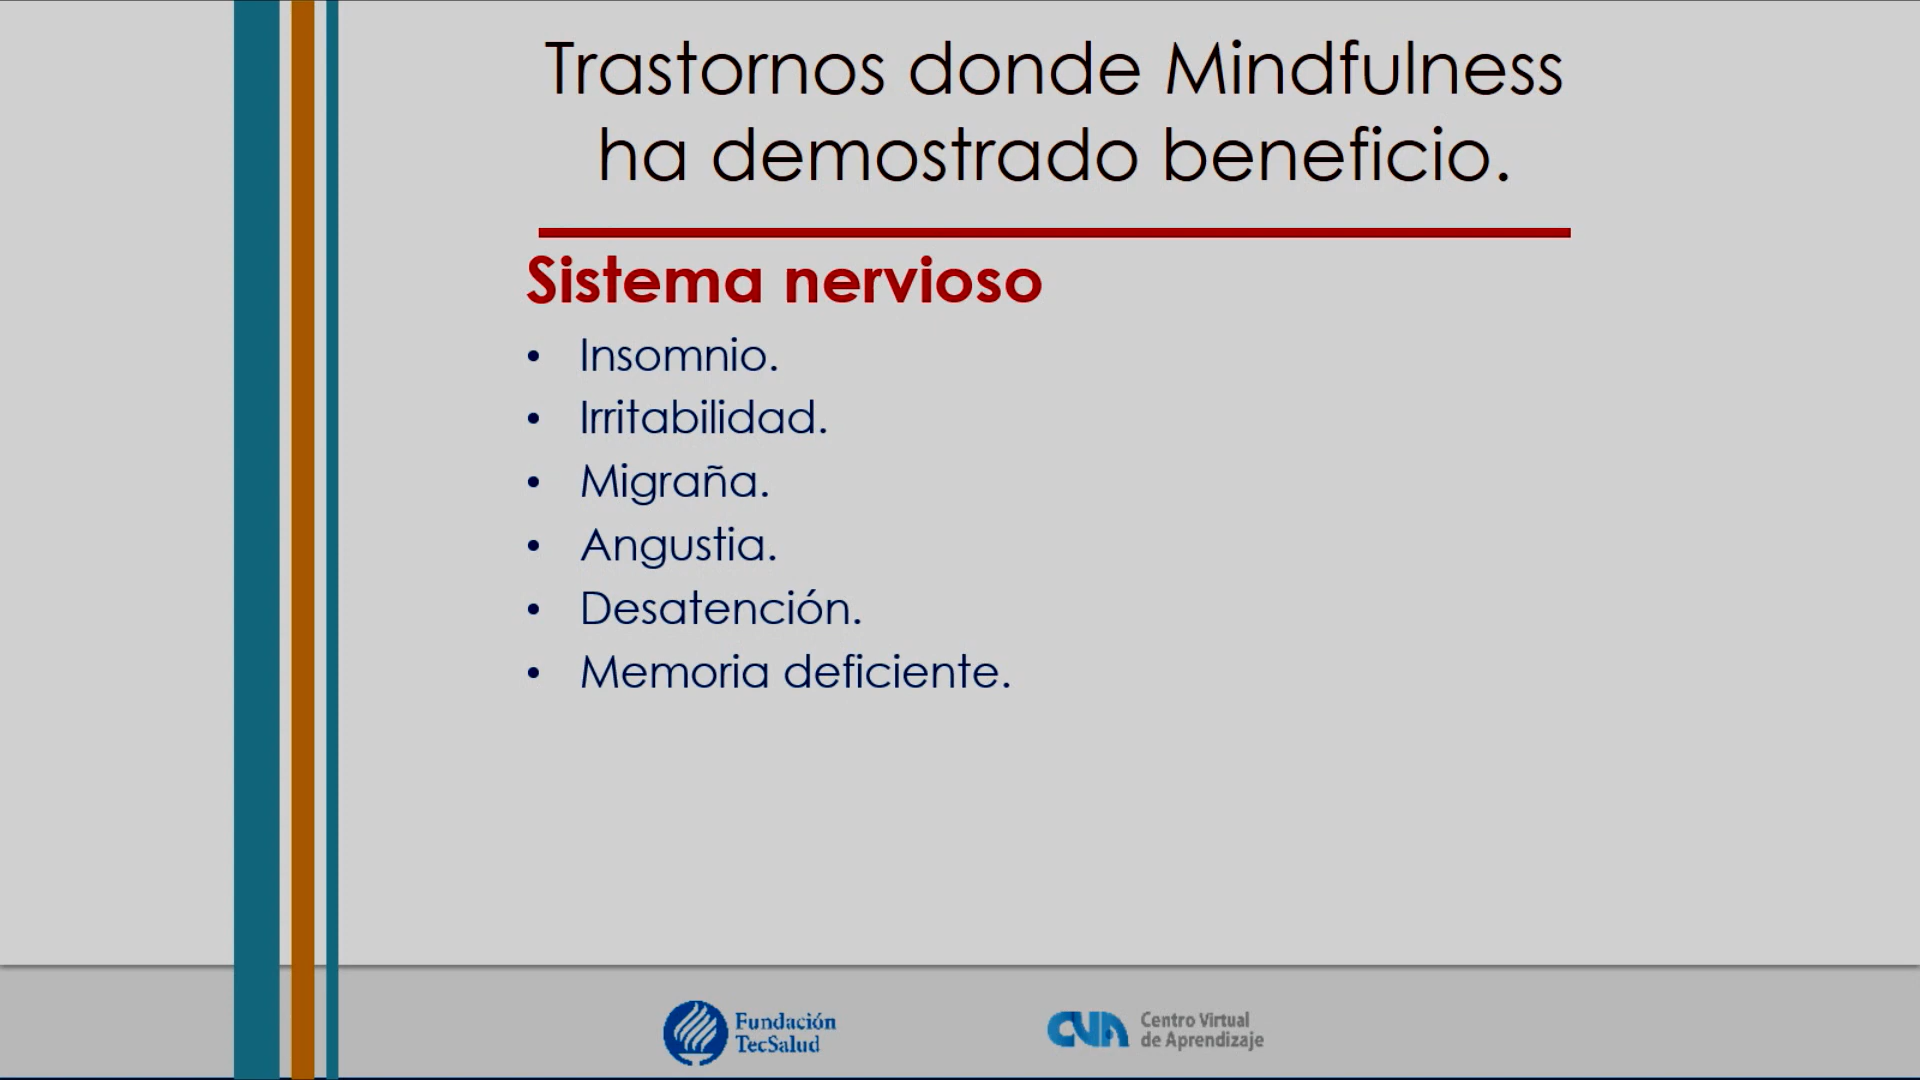 Trastornos donde Mindfulness
ha demostrado beneficio.
Sistema nervioso
• Insomnio.
• Irritabilidad.
• Migraña.
• Angustia.
• Desatención.
• Memoria deficiente.
Fundación
TecSalud
CVA
Centro Virtual
de Aprendizaje